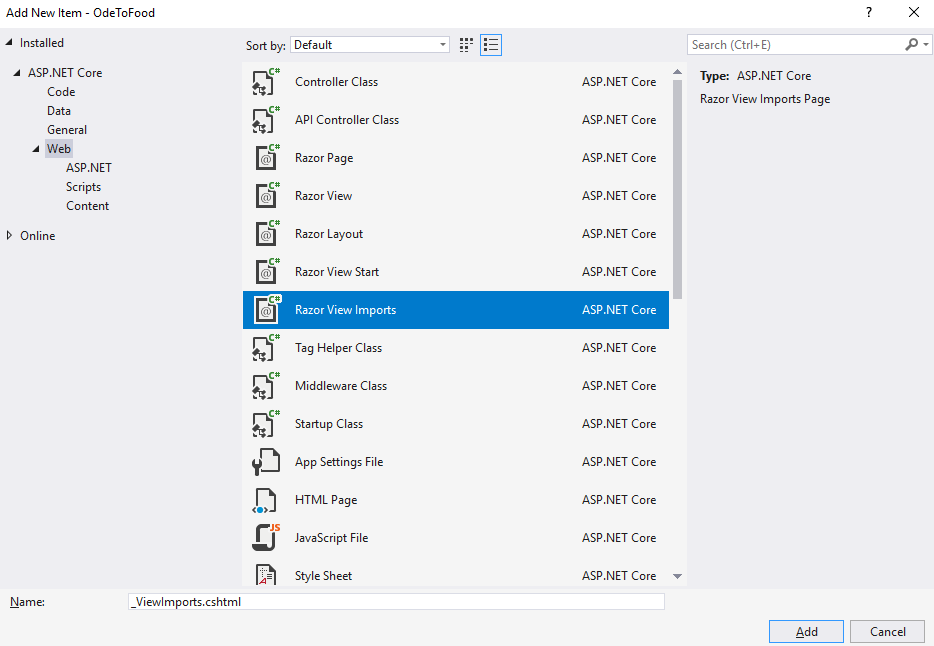 Add New Item - OdeToFood
? 
Installed
ASP.NET Core
Code
Data
General
Web
ASP.NET
Scripts
Content
Online
Sort by: Default
Search (Ctrl+E)
C# Controller Class ASP.NET Core
C# API Controller Class ASP.NET Core
@ C# Razor Page ASP.NET Core
@ C# Razor View ASP.NET Core
@ C# Razor Layout ASP.NET Core
@ C# Razor View Start ASP.NET Core
@ C# Razor View Imports ASP.NET Core
C# Tag Helper Class ASP.NET Core
C# Middleware Class ASP.NET Core
C# Startup Class ASP.NET Core
App Settings File ASP.NET Core
HTML Page ASP.NET Core
JS JavaScript File ASP.NET Core
A Style Sheet ASP.NET Core
Type: ASP.NET Core
Razor View Imports Page
Name: _ViewImports.cshtml
Add Cancel